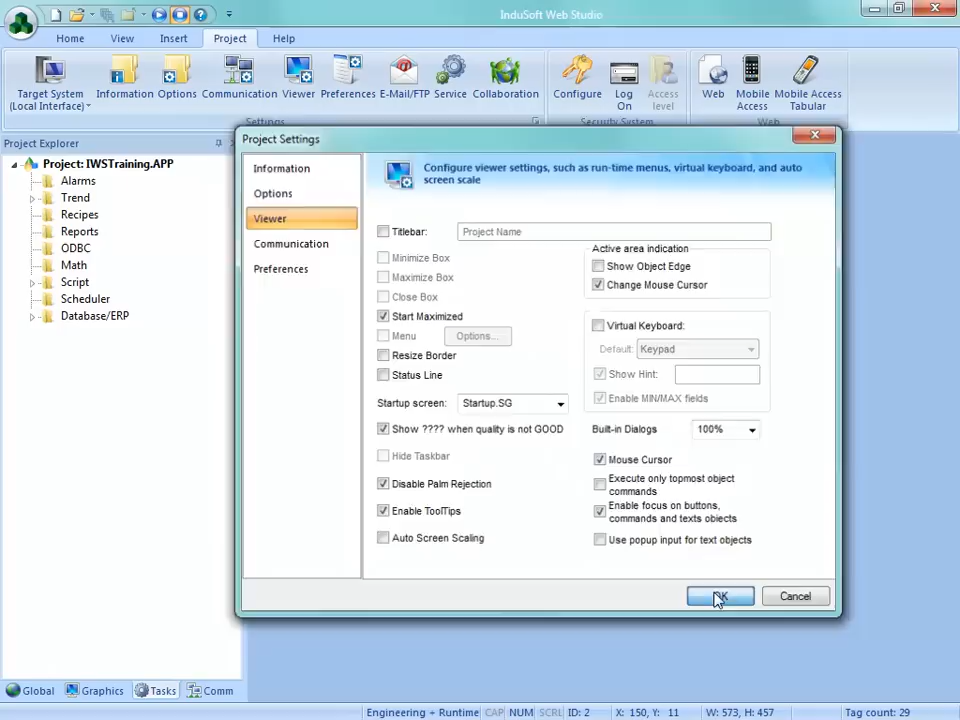 InduSoft Web Studio
Home View Insert Project Help
Target System (Local Interface) Information Options Communication Viewer Preferences E-Mail/FTP Service Collaboration Configure Log On Access level Web Mobile Access Mobile Access Tabular
Settings Security System Web
Project Explorer
Project: IWSTraining.APP
Alarms
Trend
Recipes
Reports
ODBC
Math
Script
Scheduler
Database/ERP
Project Settings
Information
Options
Viewer
Communication
Preferences
Configure viewer settings, such as run-time menus, virtual keyboard, and auto
screen scale
Titlebar: Project Name
Minimize Box
Maximize Box
Close Box
Start Maximized
Menu Options...
Resize Border
Status Line
Startup screen: Startup.SG
Show ???? when quality is not GOOD
Hide Taskbar
Disable Palm Rejection
Enable ToolTips
Auto Screen Scaling
Active area indication
Show Object Edge
Change Mouse Cursor
Virtual Keyboard:
Default: Keypad
Show Hint:
Enable MIN/MAX fields
Built-in Dialogs 100%
Mouse Cursor
Execute only topmost object
commands
Enable focus on buttons,
commands and texts objects
Use popup input for text objects
OK Cancel
Global Graphics Tasks Comm
Engineering + Runtime CAP NUM SCRL ID: 2 X: 150, Y: 11 W: 573, H: 457 Tag count: 29